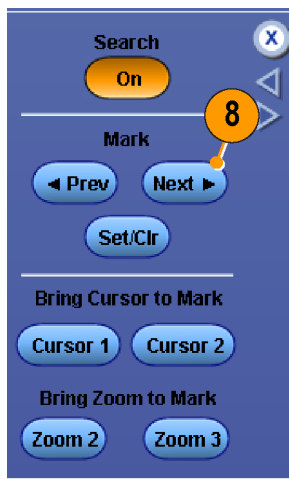 Search
X
On
8
Mark
◄ Prev Next ►
Set/Clr
Bring Cursor to Mark
Cursor 1 Cursor 2
Bring Zoom to Mark
Zoom 2 Zoom 3